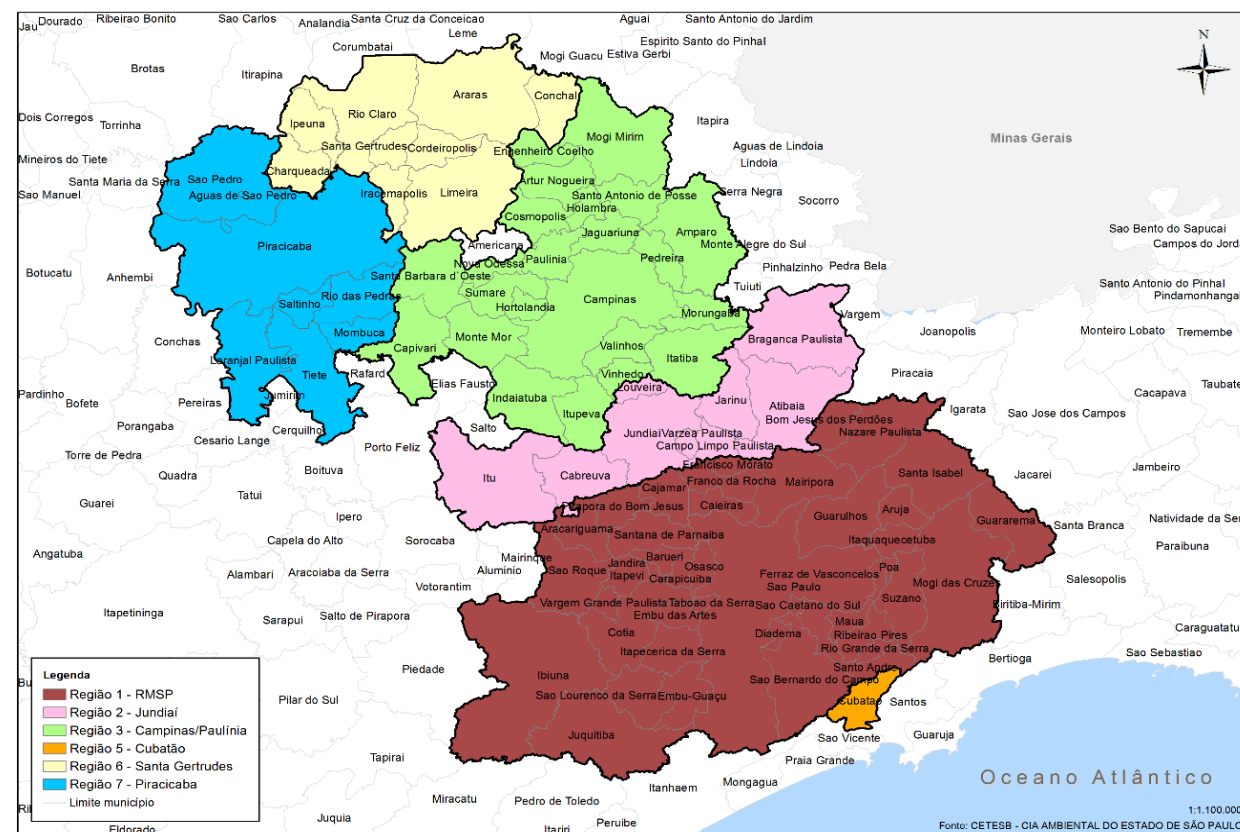 Jau
Dourado
Ribeirao Bonito
Sao Carlos
Analandia
Santa Cruz da Conceicao
Leme
Aguai
Santo Antonio do Jardim
Corumbatai
Espirito Santo do Pinhal
Mogi Guacu
Estiva Gerbi
N
Brotas
Itirapina
Araras
Conchal
Rio Claro
Ipeuna
Dois Corregos
Torrinha
Itapira
Mogi Mirim
Minas Gerais
Santa Gertrudes
Cordeiropolis
Engenheiro Coelho
Aguas de Lindoia
Lindoia
Mineiros do Tiete
Santa Maria da Serra
Sao Pedro
Charqueada
Artur Nogueira
Serra Negra
Sao Manuel
Aguas de Sao Pedro
Iracemapolis
Limeira
Santo Antonio de Posse
Socorro
Holambra
Cosmopolis
Jaguariuna
Amparo
Sao Bento do Sapucai
Piracicaba
Americana
Monte Alegre do Sul
Campos do Jord
Botucatu
Anhembi
Nova Odessa
Paulinia
Pedreira
Pinhalzinho
Pedra Bela
Santa Barbara d'Oeste
Tuiuti
Santo Antonio do Pinhal
Rio das Pedras
Sumare
Pindamonhangab
Saltinho
Hortolandia
Campinas
Morungaba
Vargem
Joanopolis
Monteiro Lobato
Tremembe
Conchas
Mombuca
Monte Mor
Braganca Paulista
Capivari
Valinhos
Laranjal Paulista
Itatiba
Tiete
Rafard
Elias Fausto
Vinhedo
Piracaia
Taubate
Louveira
Pardinho
Bofete
Pereiras
Jumirim
Indaiatuba
Jarinu
Atibaia
Igarata
Cacapava
Itupeva
Sao Jose dos Campos
Porangaba
Cerquilho
Salto
Bom Jesus dos Perdões
Cesario Lange
Porto Feliz
Jundiai
Varzea Paulista
Nazare Paulista
Torre de Pedra
Campo Limpo Paulista
Boituva
Francisco Morato
Quadra
Itu
Cabreuva
Franco da Rocha
Mairipora
Santa Isabel
Jacarei
Jambeiro
Guarei
Tatui
Cajamar
Pirapora do Bom Jesus
Caieiras
Aruja
Ipero
Guarulhos
Guararema
Natividade da Ser
Santa Branca
Aracariguama
Santana de Parnaiba
Capela do Alto
Sorocaba
Itaquaquecetuba
Paraibuna
Angatuba
Mairinque
Barueri
Jandira
Osasco
Poa
Alambari
Aracoiaba da Serra
Aluminio
Sao Roque
Itapevi
Carapicuiba
Ferraz de Vasconcelos
Mogi das Cruzes
Salesopolis
Votorantim
Sao Paulo
Suzano
Itapetininga
Vargem Grande Paulista
Taboao da Serra
Sao Caetano do Sul
Biritiba-Mirim
Sarapui
Salto de Pirapora
Embu das Artes
Maua
Caraguatatu
Cotia
Diadema
Ribeirao Pires
Itapecerica da Serra
Rio Grande da Serra
Sao Sebastiao
Piedade
Santo Andre
Bertioga
Ibiuna
Sao Bernardo do Campo
Bu
Pilar do Sul
Sao Lourenco da Serra
Embu-Guaçu
Cubatao
Santos
Juquitiba
Sao Vicente
Guaruja
Tapirai
Praia Grande
Mongagua
Itanhaem
Miracatu
Pedro de Toledo
Juquia
Itariri
Peruibe
Eldorado
Oceano Atlântico
Legenda
Região 1 - RMSP
Região 2 - Jundiaí
Região 3 - Campinas/Paulínia
Região 5 - Cubatão
Região 6 - Santa Gertrudes
Região 7 - Piracicaba
Limite município
1:1.100.000
Fonte: CETESB - CIA AMBIENTAL DO ESTADO DE SÃO PAULO